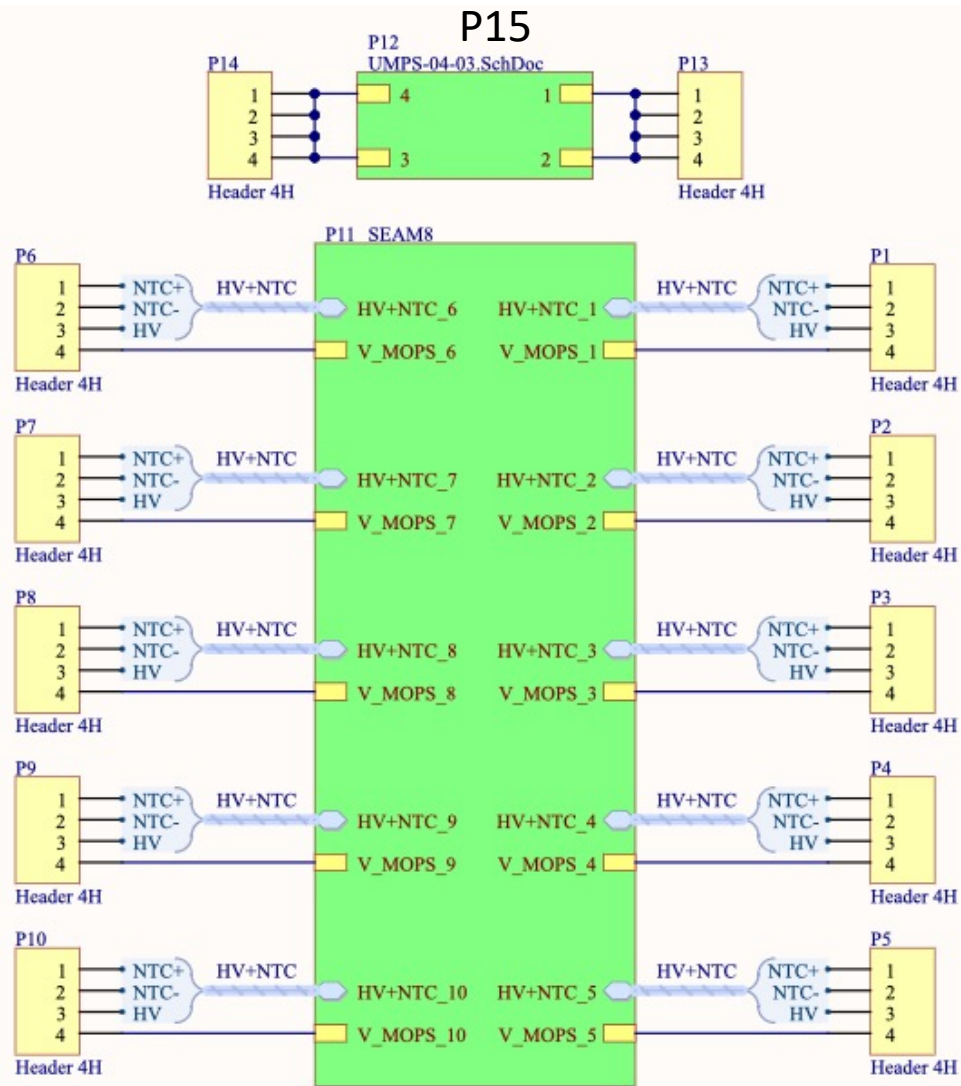 P15
P12
UMPS-04-03.SchDoc
P14
1
2
3
4
Header 4H
4
3
1
2
P13
1
2
3
4
Header 4H
P11 SEAM8
P6
1
2
3
4
Header 4H
NTC+
NTC-
HV
HV+NTC
HV+NTC_6
V_MOPS_6
HV+NTC_1
V_MOPS_1
HV+NTC
NTC+
NTC-
HV
P1
1
2
3
4
Header 4H
P7
1
2
3
4
Header 4H
NTC+
NTC-
HV
HV+NTC
HV+NTC_7
V_MOPS_7
HV+NTC_2
V_MOPS_2
HV+NTC
NTC+
NTC-
HV
P2
1
2
3
4
Header 4H
P8
1
2
3
4
Header 4H
NTC+
NTC-
HV
HV+NTC
HV+NTC_8
V_MOPS_8
HV+NTC_3
V_MOPS_3
HV+NTC
NTC+
NTC-
HV
P3
1
2
3
4
Header 4H
P9
1
2
3
4
Header 4H
NTC+
NTC-
HV
HV+NTC
HV+NTC_9
V_MOPS_9
HV+NTC_4
V_MOPS_4
HV+NTC
NTC+
NTC-
HV
P4
1
2
3
4
Header 4H
P10
1
2
3
4
Header 4H
NTC+
NTC-
HV
HV+NTC
HV+NTC_10
V_MOPS_10
HV+NTC_5
V_MOPS_5
HV+NTC
NTC+
NTC-
HV
P5
1
2
3
4
Header 4H